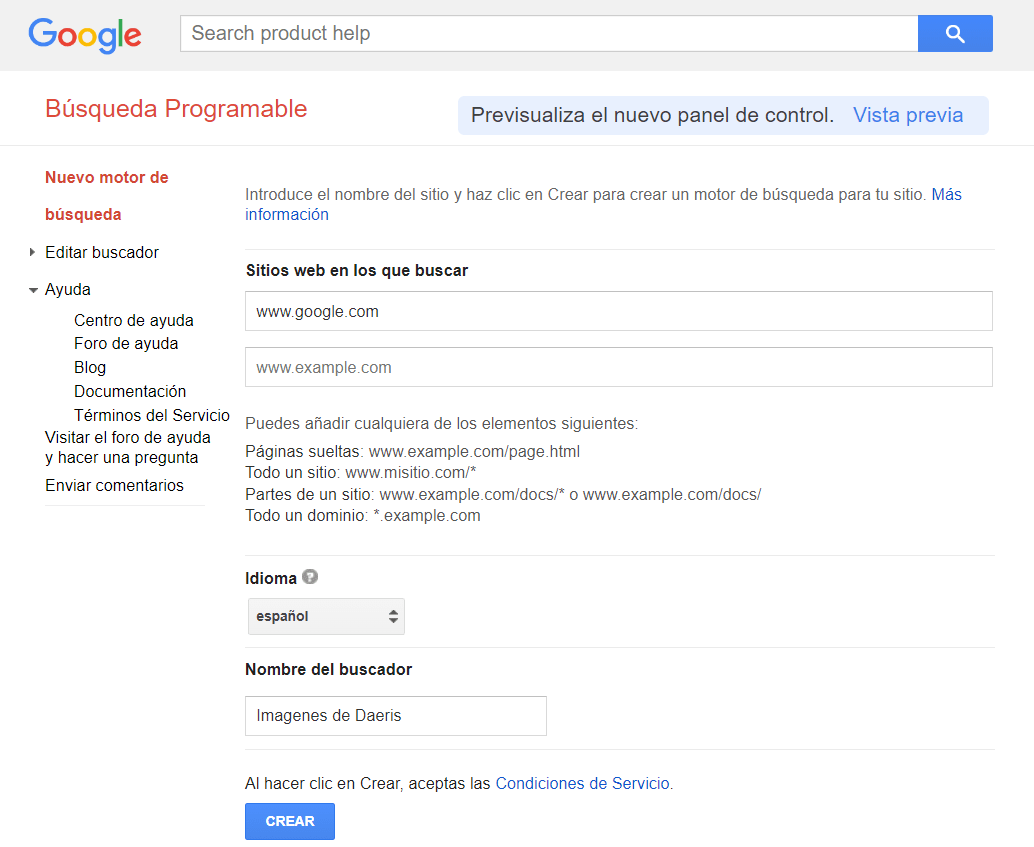 Google
Search product help
Búsqueda Programable
Previsualiza el nuevo panel de control. Vista previa
Nuevo motor de
búsqueda
Editar buscador
Ayuda
Centro de ayuda
Foro de ayuda
Blog
Documentación
Términos del Servicio
Visitar el foro de ayuda
y hacer una pregunta
Enviar comentarios
Introduce el nombre del sitio y haz clic en Crear para crear un motor de búsqueda para tu sitio. Más
información
Sitios web en los que buscar
www.google.com
www.example.com
Puedes añadir cualquiera de los elementos siguientes:
Páginas sueltas: www.example.com/page.html
Todo un sitio: www.misitio.com/*
Partes de un sitio: www.example.com/docs/* o www.example.com/docs/
Todo un dominio: *.example.com
Idioma ?
español
Nombre del buscador
Imagenes de Daeris
Al hacer clic en Crear, aceptas las Condiciones de Servicio.
CREAR